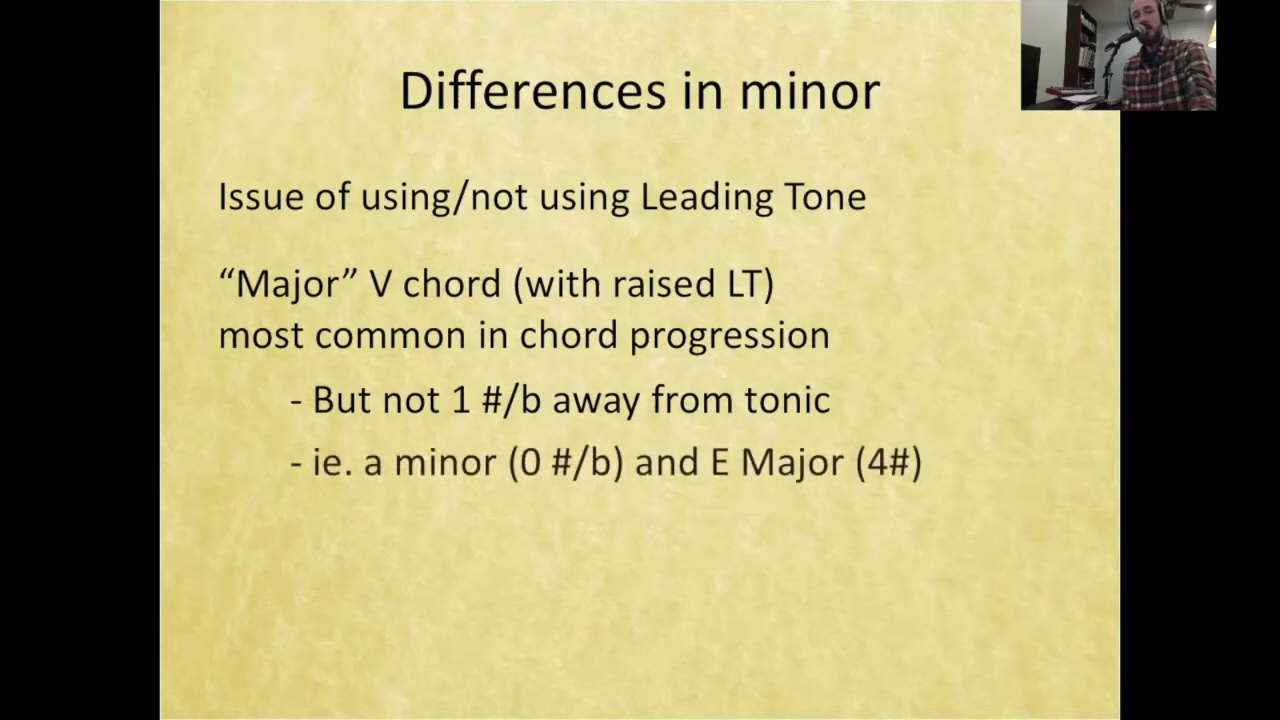 Differences in minor
Issue of using/not using Leading Tone
“Major” V chord (with raised LT)
most common in chord progression
- But not 1 #/b away from tonic
- ie. a minor (0 #/b) and E Major (4#)